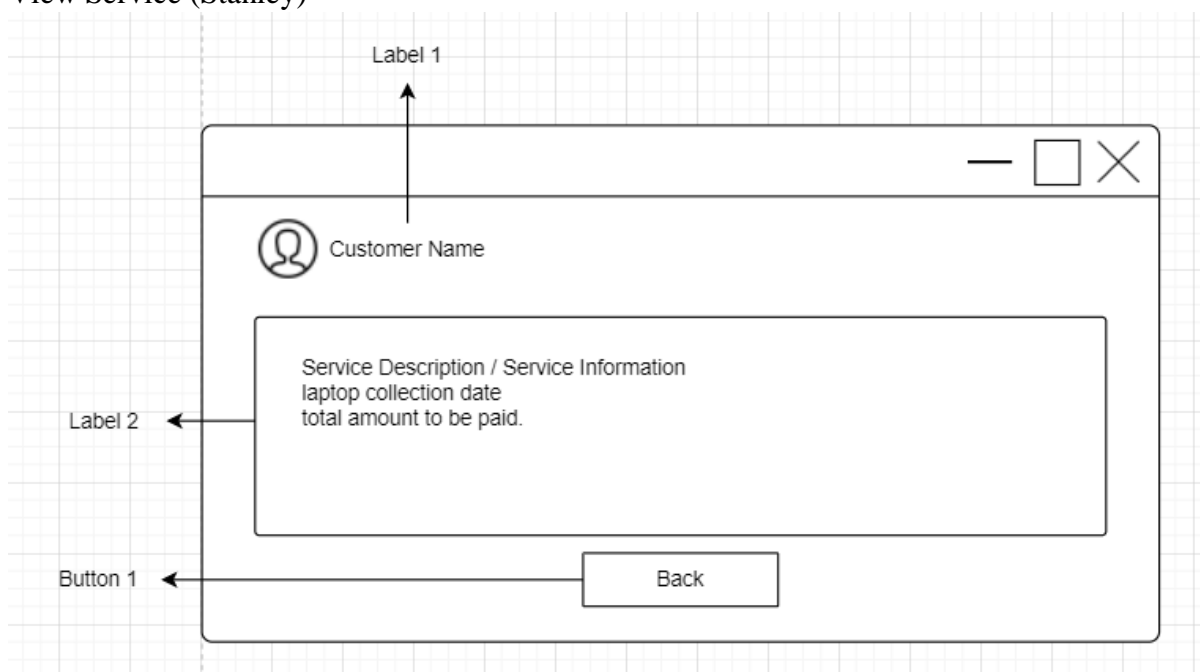 View Service (Stanley)
Label 1
Customer Name
Service Description / Service Information
laptop collection date
total amount to be paid.
Label 2
Button 1
Back